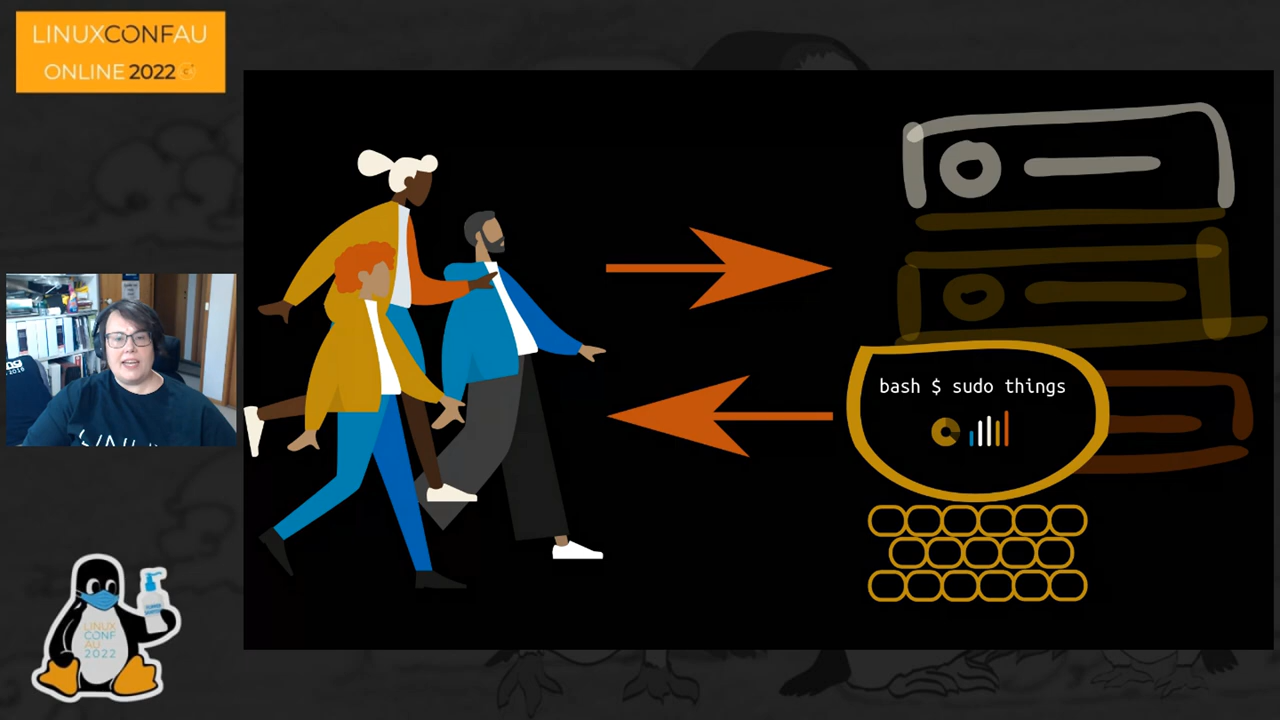 LINUXCONFAU
ONLINE 2022
bash $ sudo things
LINUX
CONF
AU
2022